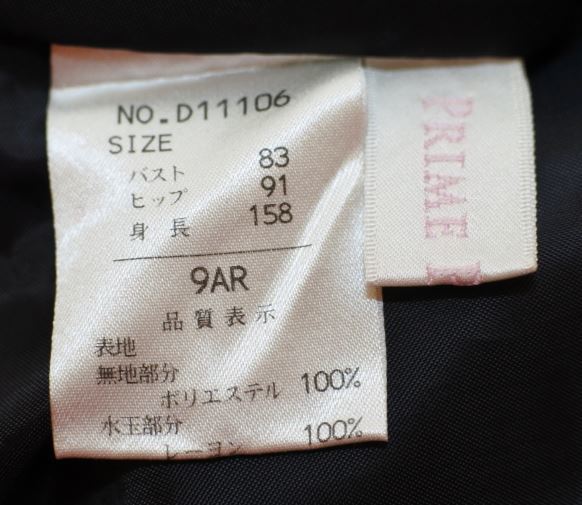 NO.D11106
SIZE
バスト 83
ヒップ 91
身長 158
9AR
品質表示
表地
無地部分
ポリエステル 100%
水玉部分
レーヨン 100%
PRIME